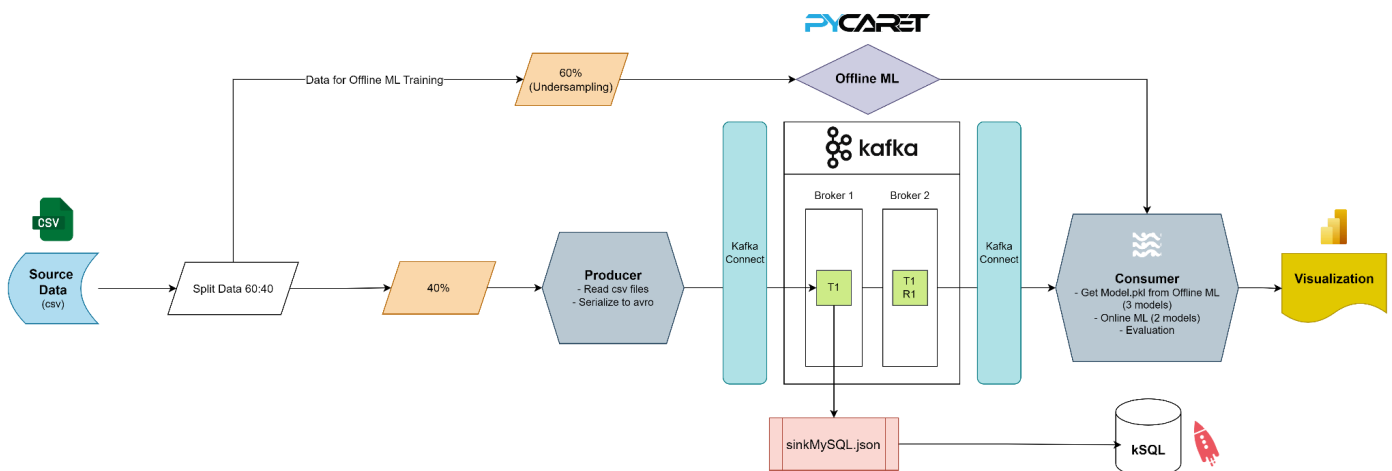 PYCARET
Data for Offline ML Training
60%
(Undersampling)
Offline ML
kafka
Broker 1
Broker 2
CSV
Source
Data
(csv)
Split Data 60:40
40%
Producer
- Read csv files
- Serialize to avro
Kafka
Connect
T1
T1
R1
Kafka
Connect
Consumer
- Get Model.pkl from Offline ML
(3 models)
- Online ML (2 models)
- Evaluation
Visualization
sinkMySQL.json
kSQL